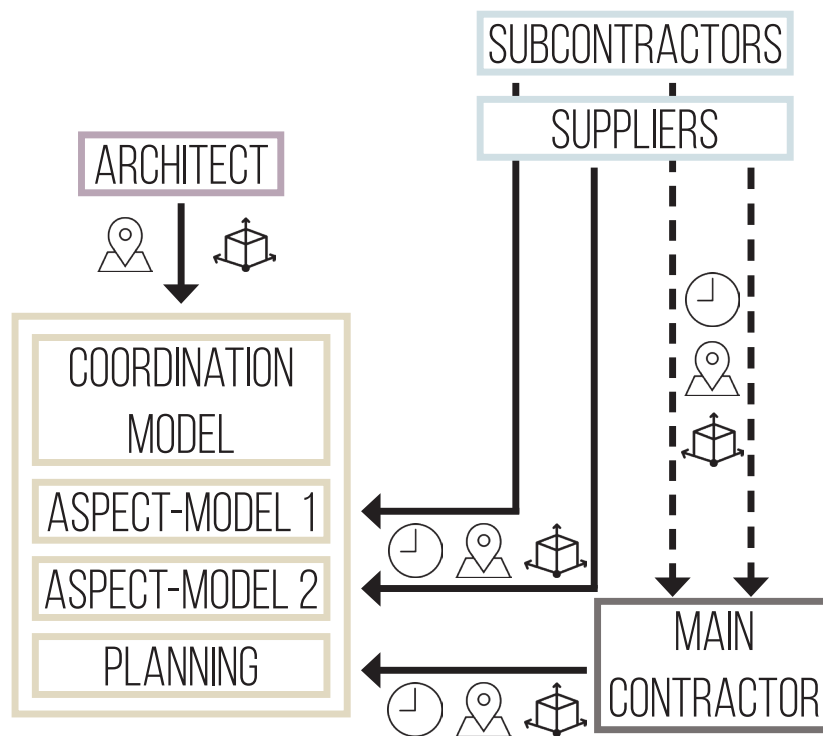 SUBCONTRACTORS
SUPPLIERS
ARCHITECT
COORDINATION
MODEL
ASPECT-MODEL 1
ASPECT-MODEL 2
PLANNING
MAIN
CONTRACTOR